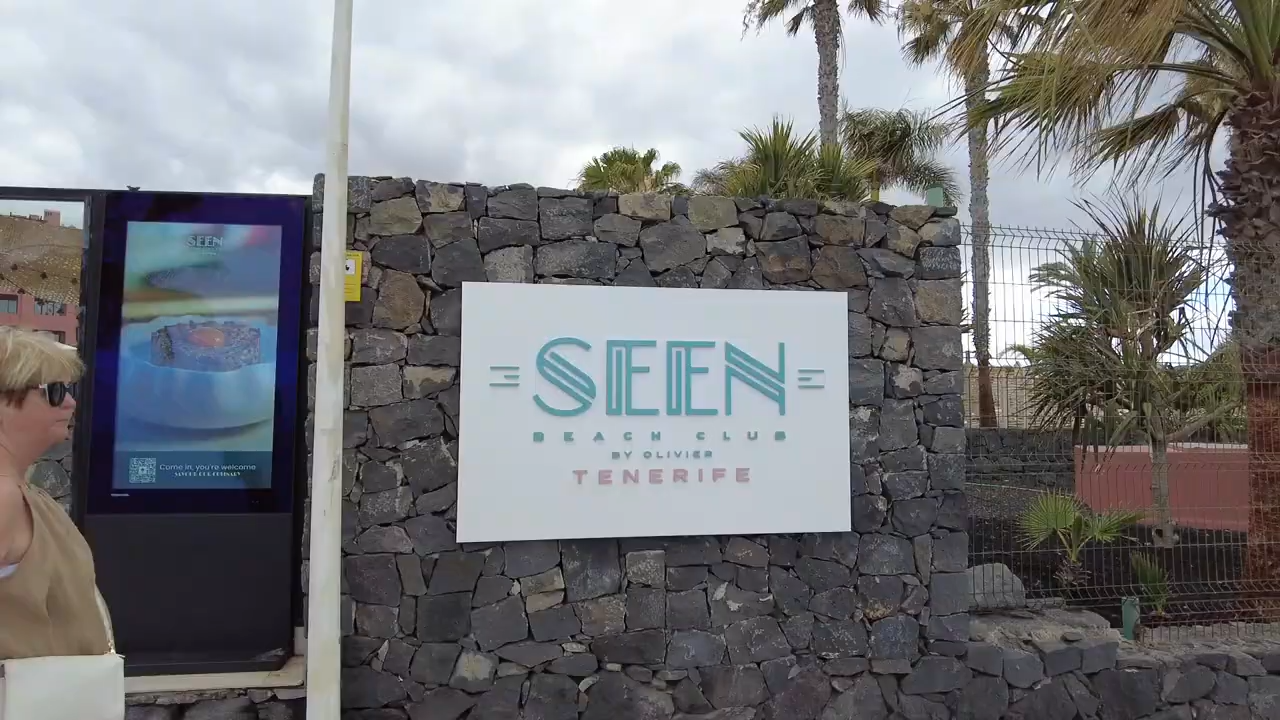 SEEN
Come in, you're welcome
SEEN
BEACH CLUB
BY OLIVIER
TENERIFE